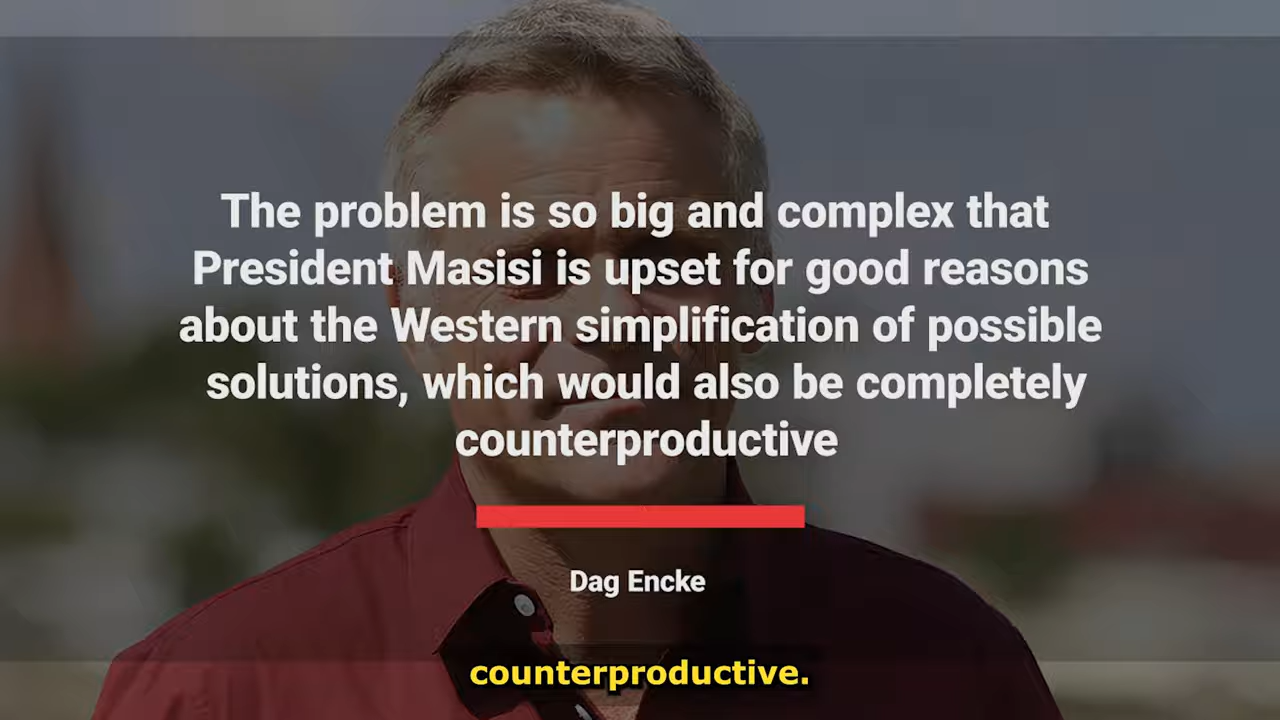 The problem is so big and complex that
President Masisi is upset for good reasons
about the Western simplification of possible
solutions, which would also be completely
counterproductive
Dag Encke
counterproductive.